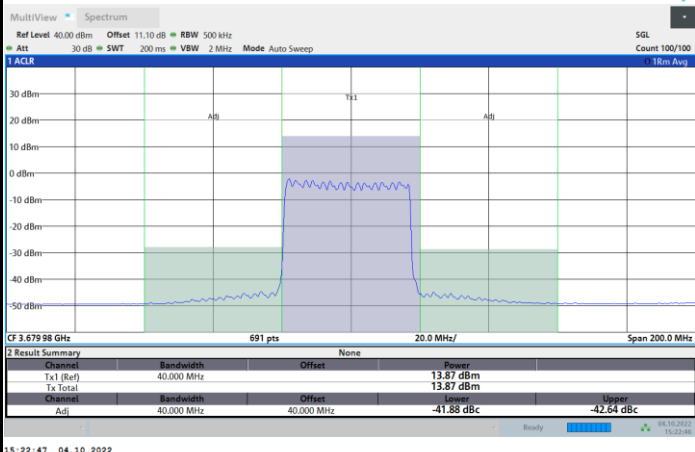 MultiView Spectrum
Ref Level 40.00 dBm Offset 11.10 dB RBW 500 kHz SGL
Att 30 dB SWT 200 ms VBW 2 MHz Mode Auto Sweep Count 100/100
1 ACLR 1Rm Avg
30 dBm
Tx1
20 dBm
Adj Adj
10 dBm
0 dBm
-10 dBm
-20 dBm
-30 dBm
-40 dBm
-50 dBm
CF 3.679 98 GHz 691 pts 20.0 MHz/ Span 200.0 MHz
2 Result Summary None
Channel Bandwidth Offset Power
Tx1 (Ref) 40.000 MHz 13.87 dBm
Tx Total 13.87 dBm
Channel Bandwidth Offset Lower Upper
Adj 40.000 MHz 40.000 MHz -41.88 dBc -42.64 dBc
Ready 04.10.2022
15:22:46
15:22:47 04.10.2022